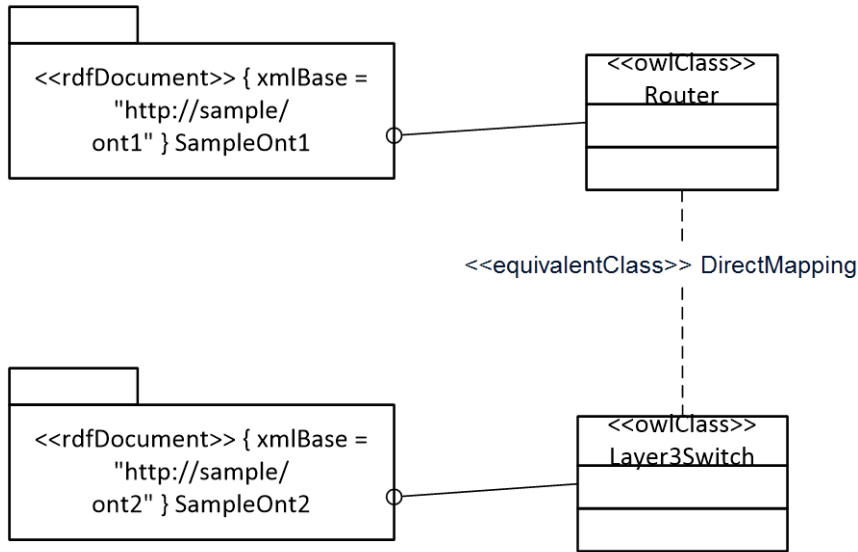 <<rdfDocument>> { xmlBase =
"http://sample/
ont1" } SampleOnt1
<<owlClass>>
Router
<<equivalentClass>> DirectMapping
<<rdfDocument>> { xmlBase =
"http://sample/
ont2" } SampleOnt2
<<owlClass>>
Layer3Switch